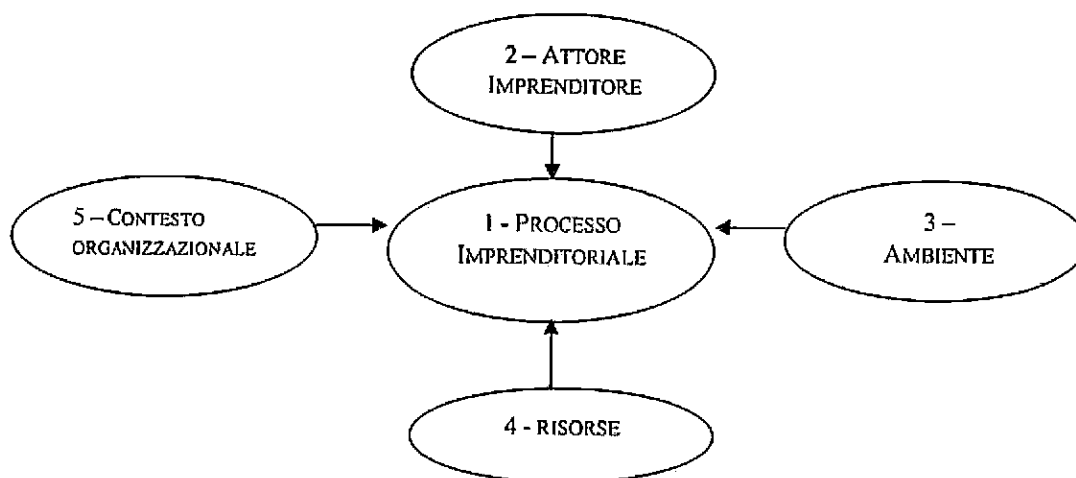 2 – ATTORE
IMPRENDITORE
5 – CONTESTO
ORGANIZZAZIONALE
1 - PROCESSO
IMPRENDITORIALE
3 –
AMBIENTE
4 - RISORSE